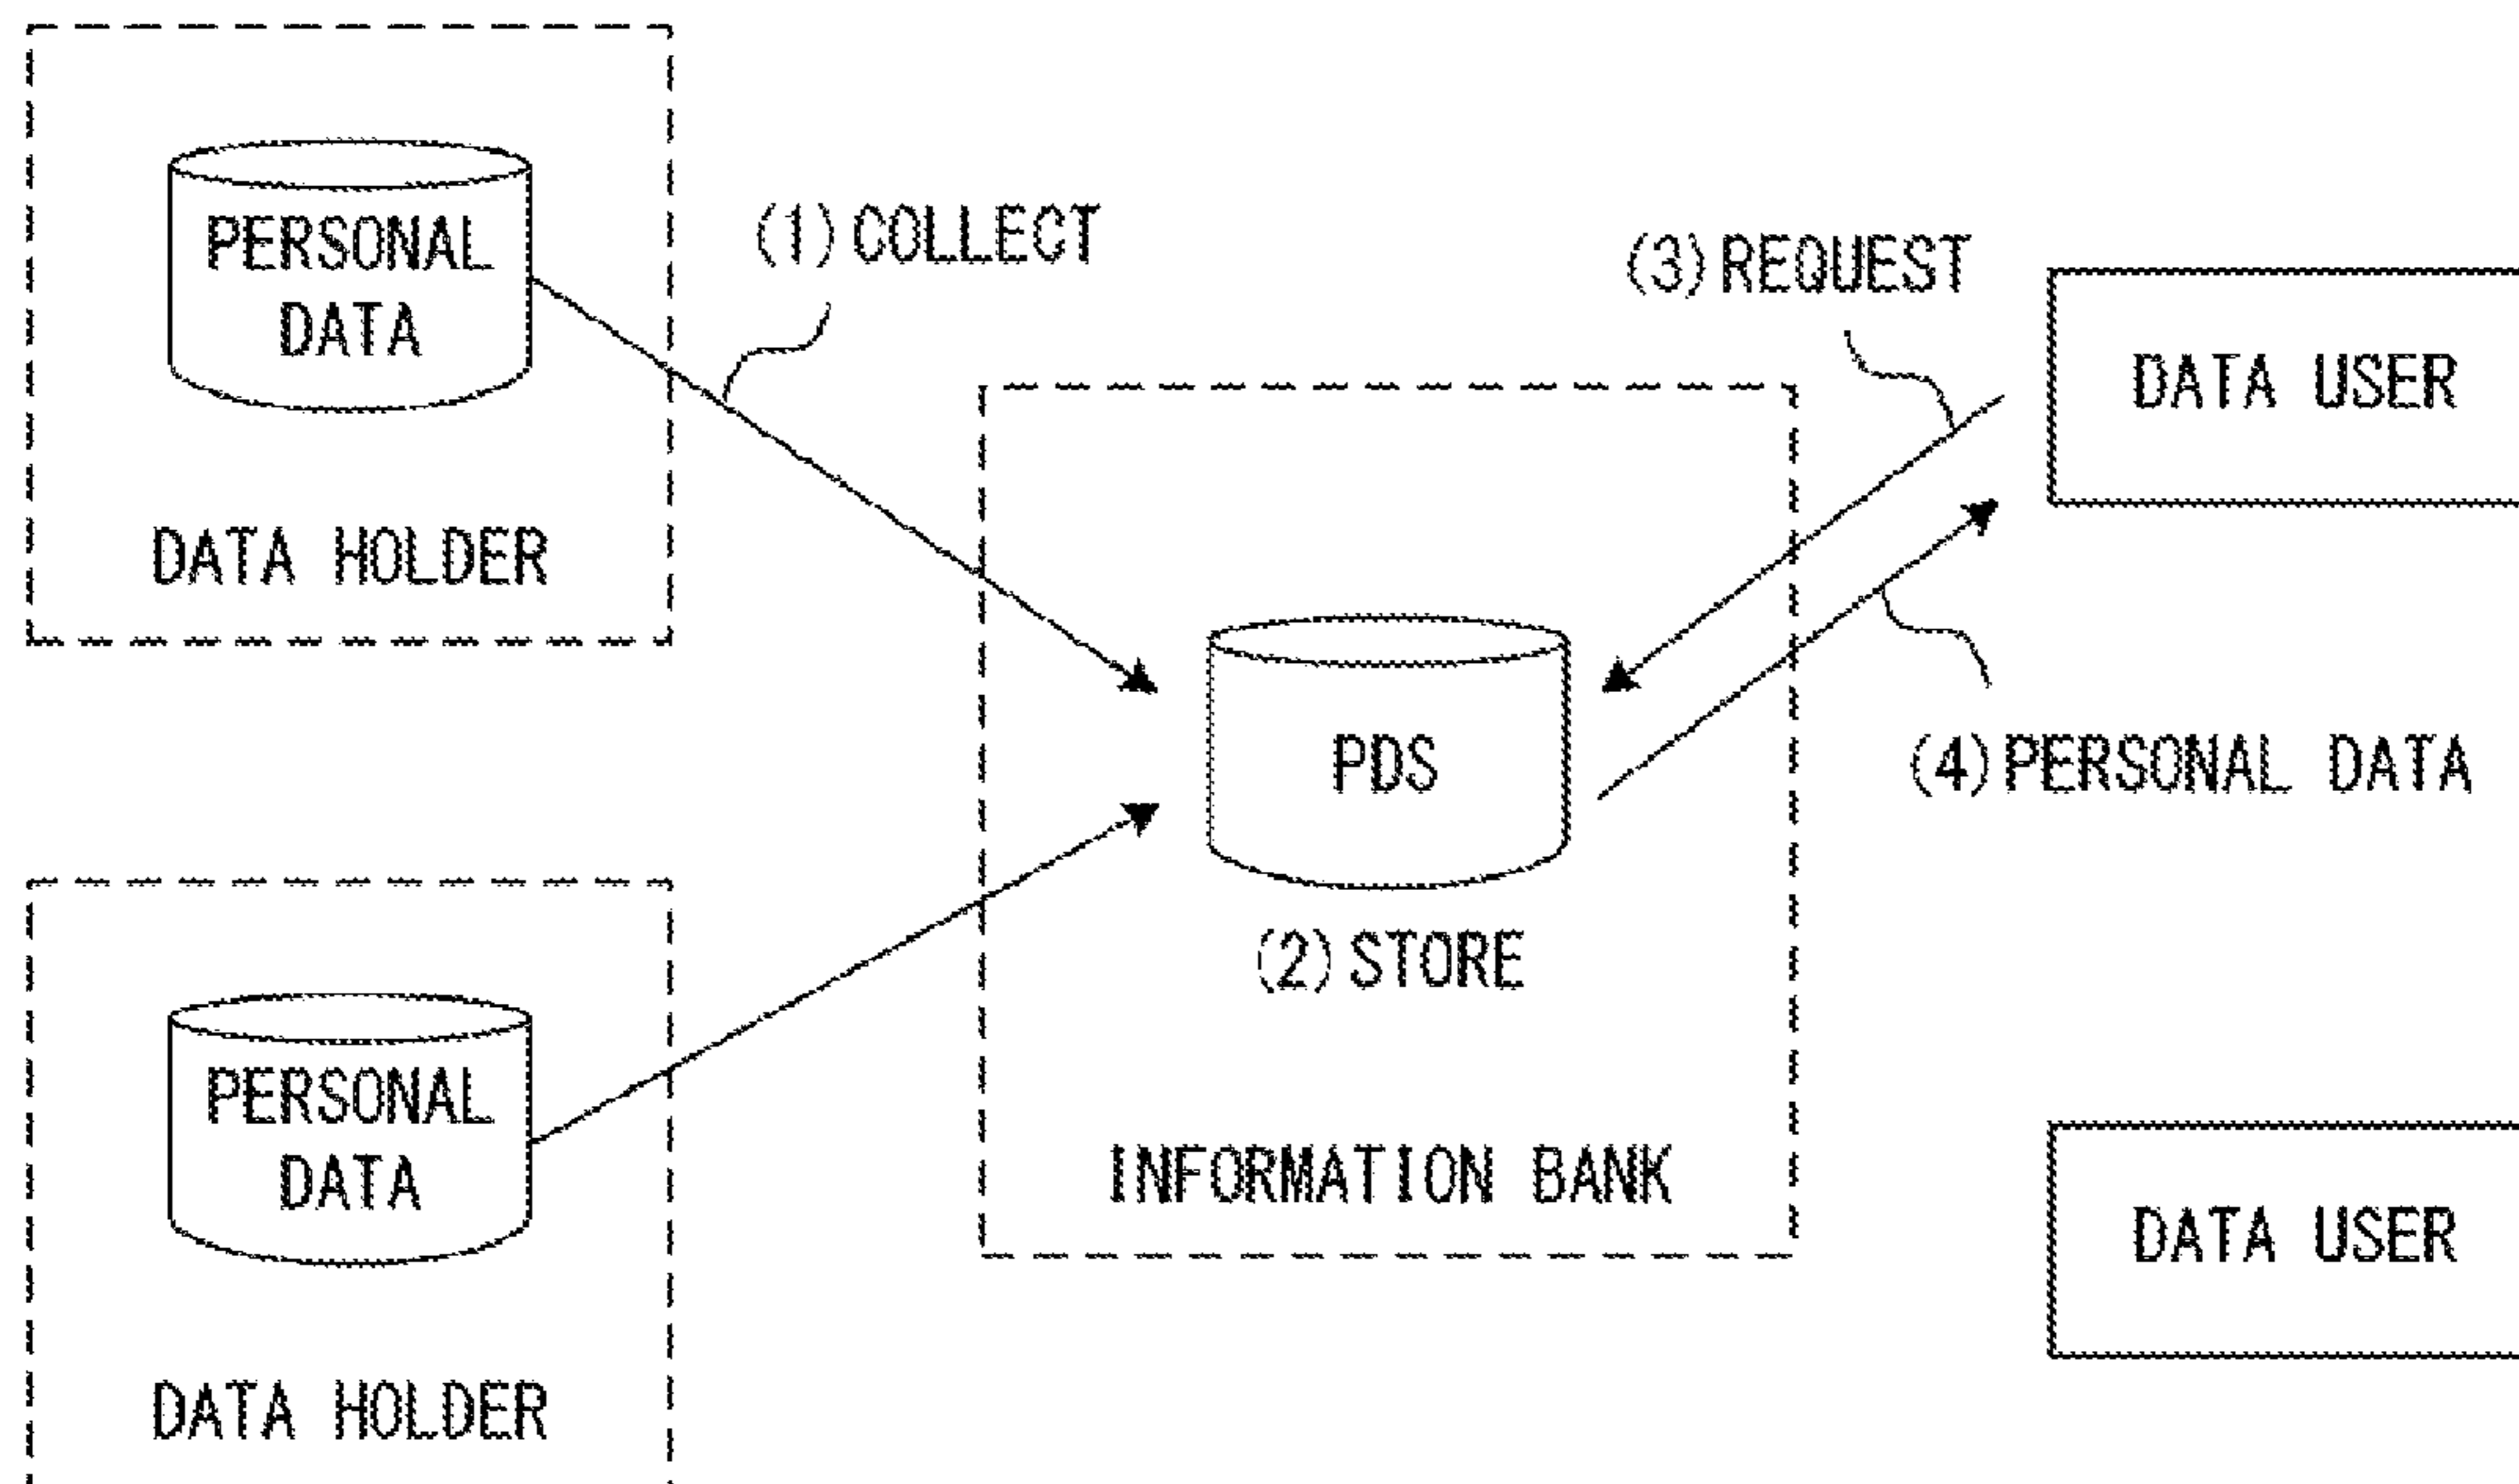 PERSONAL
DATA
DATA HOLDER
(1)COLLECT
(3)REQUEST
DATA USER
PDS
(2)STORE
INFORMATION BANK
(4)PERSONAL DATA
PERSONAL
DATA
DATA HOLDER
DATA USER